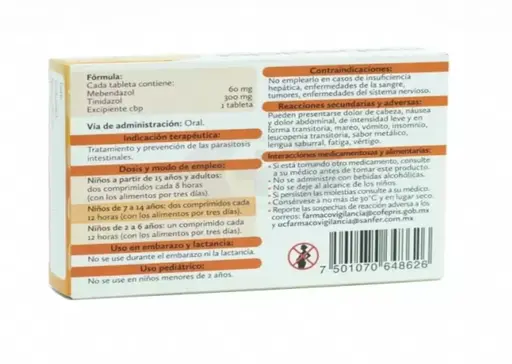 Fórmula:
Cada tableta contiene:
Mebendazol 60 mg
Tinidazol 300 mg
Excipiente cbp 1 tableta
Vía de administración: Oral.
Indicación terapéutica:
Tratamiento y prevención de las parasitosis
intestinales.
Dosis y modo de empleo:
Niños a partir de 15 años y adultos:
dos comprimidos cada 8 horas
(con los alimentos por tres días).
Niños de 7 a 14 años: dos comprimidos cada
12 horas (con los alimentos por tres días).
Niños de 2 a 6 años: un comprimido cada
12 horas (con los alimentos por tres días).
Uso en embarazo y lactancia:
No se use durante el embarazo ni la lactancia.
Uso pediátrico:
No se use en niños menores de 2 años.
Contraindicaciones:
No emplearlo en casos de insuficiencia
hepática, enfermedades de la sangre,
tumores, enfermedades del sistema nervioso.
Reacciones secundarias y adversas:
Pueden presentarse dolor de cabeza, náusea
y dolor abdominal, de intensidad leve y en
forma transitoria, mareo, vómito, insomnio,
leucopenia transitoria, sabor metálico,
lengua saburral, fatiga, vértigo.
Interacciones medicamentosas y alimentarias:
• Si está tomando otro medicamento, consulte
a su médico antes de tomar este producto.
• No se administre con bebidas alcohólicas.
• No se deje al alcance de los niños.
• Si persisten las molestias consulte a su médico.
• Consérvese a no más de 30°C y en lugar seco.
• Reporte las sospechas de reacción adversa a los
correos: farmacovigilancia@cofepris.gob.mx
y ucfarmacovigilancia@sanfer.com.mx
7 501070 648626